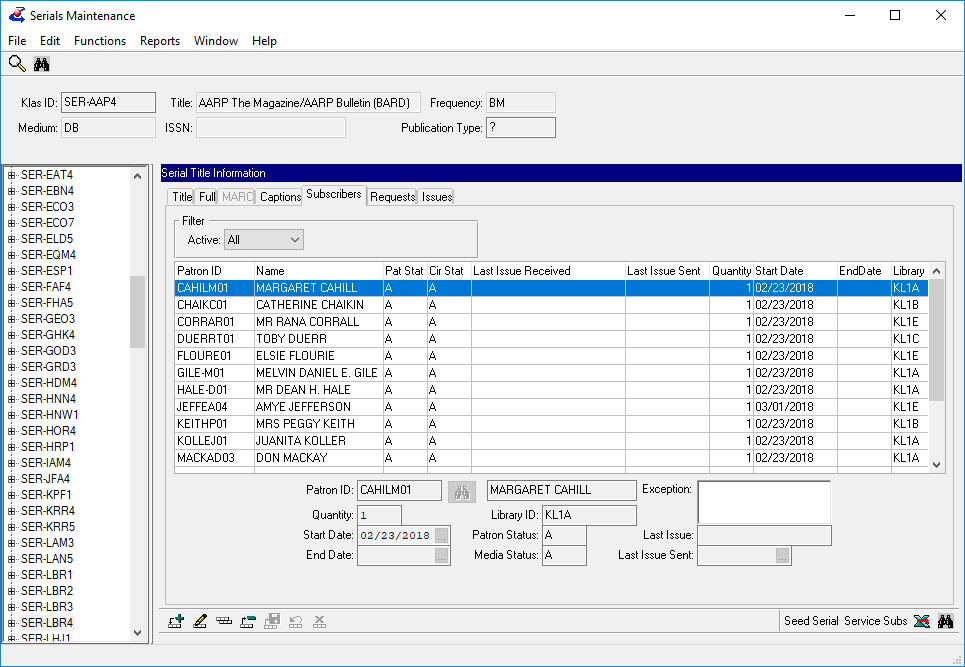 Serials Maintenance
File Edit Functions Reports Window Help
Klas ID: SER-AAP4 Title: AARP The Magazine/AARP Bulletin (BARD) Frequency: BM
Medium: DB ISSN: Publication Type: ?
SER-EAT4
SER-EBN4
SER-ECO3
SER-ECO7
SER-ELD5
SER-EQM4
SER-ESP1
SER-FAF4
SER-FHA5
SER-GEO3
SER-GHK4
SER-GOD3
SER-GRD3
SER-HDM4
SER-HNN4
SER-HNW1
SER-HOR4
SER-HRP1
SER-IAM4
SER-JFA4
SER-KPF1
SER-KRR4
SER-KRR5
SER-LAM3
SER-LAN5
SER-LBR1
SER-LBR2
SER-LBR3
SER-LBR4
SER-LHJ1
Serial Title Information
Title Full MARC Captions Subscribers Requests Issues
Filter
Active: All
Patron ID Name Pat Stat Cir Stat Last Issue Received Last Issue Sent Quantity Start Date EndDate Library
CAHILM01 MARGARET CAHILL A A 1 02/23/2018 KL1A
CHAIKC01 CATHERINE CHAIKIN A A 1 02/23/2018 KL1B
CORRAR01 MR RANA CORRALL A A 1 02/23/2018 KL1E
DUERRT01 TOBY DUERR A A 1 02/23/2018 KL1C
FLOURE01 ELSIE FLOURIE A A 1 02/23/2018 KL1E
GILE-M01 MELVIN DANIEL E. GILE A A 1 02/23/2018 KL1A
HALE-D01 MR DEAN H. HALE A A 1 02/23/2018 KL1A
JEFFEA04 AMYE JEFFERSON A A 1 03/01/2018 KL1E
KEITHP01 MRS PEGGY KEITH A A 1 02/23/2018 KL1B
KOLLEJ01 JUANITA KOLLER A A 1 02/23/2018 KL1A
MACKAD03 DON MACKAY A A 1 02/23/2018 KL1A
Patron ID: CAHILM01 MARGARET CAHILL Exception:
Quantity: 1 Library ID: KL1A
Start Date: 02/23/2018 ... Patron Status: A Last Issue:
End Date: ... Media Status: A Last Issue Sent: ...
Seed Serial Service Subs